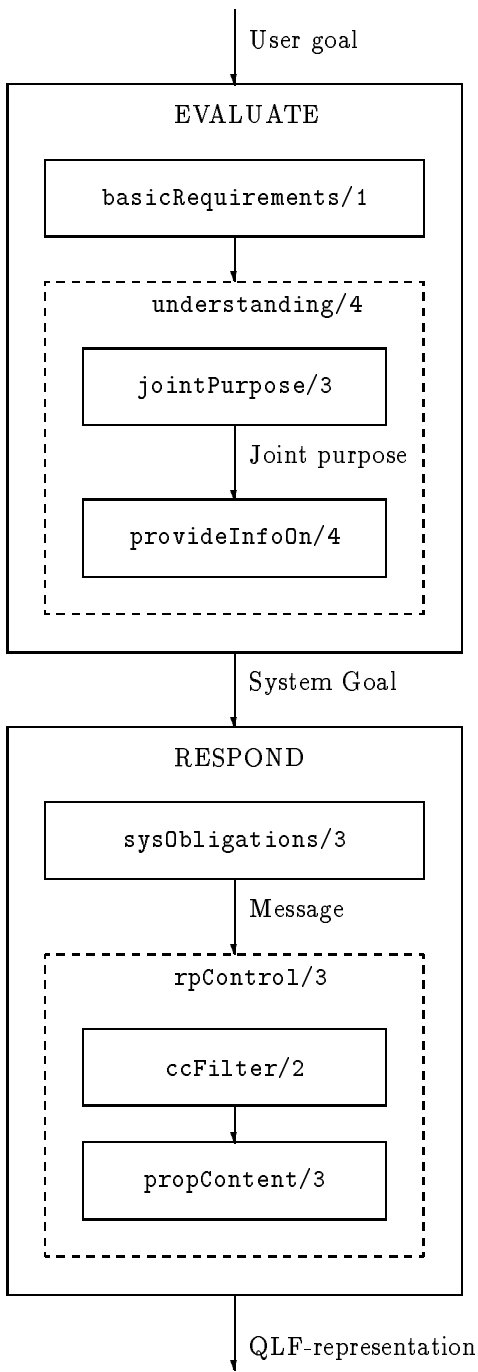 User goal
EVALUATE
basicRequirements/1
understanding/4
jointPurpose/3
Joint purpose
provideInfoOn/4
System Goal
RESPOND
sysObligations/3
Message
rpControl/3
ccFilter/2
propContent/3
QLF-representation